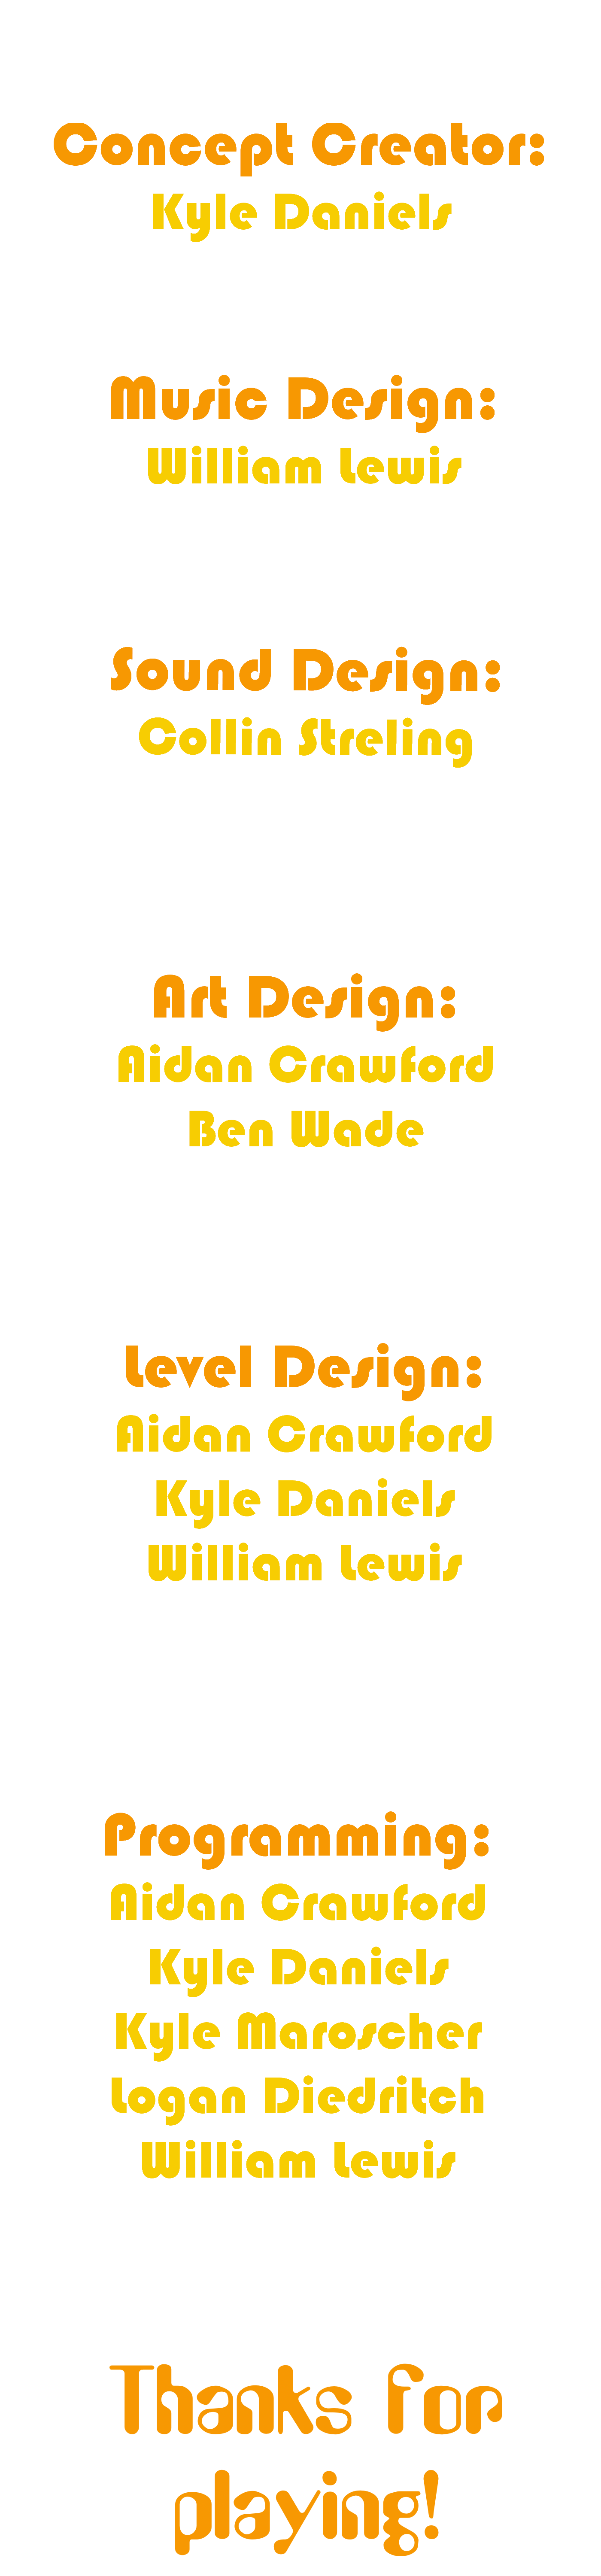 Concept Creator:
Kyle Daniels
Music Design:
William Lewis
Sound Design:
Collin Streling
Art Design:
Aidan Crawford
Ben Wade
Level Design:
Aidan Crawford
Kyle Daniels
William Lewis
Programming:
Aidan Crawford
Kyle Daniels
Kyle Maroscher
Logan Diedritch
William Lewis
Thanks for
playing!